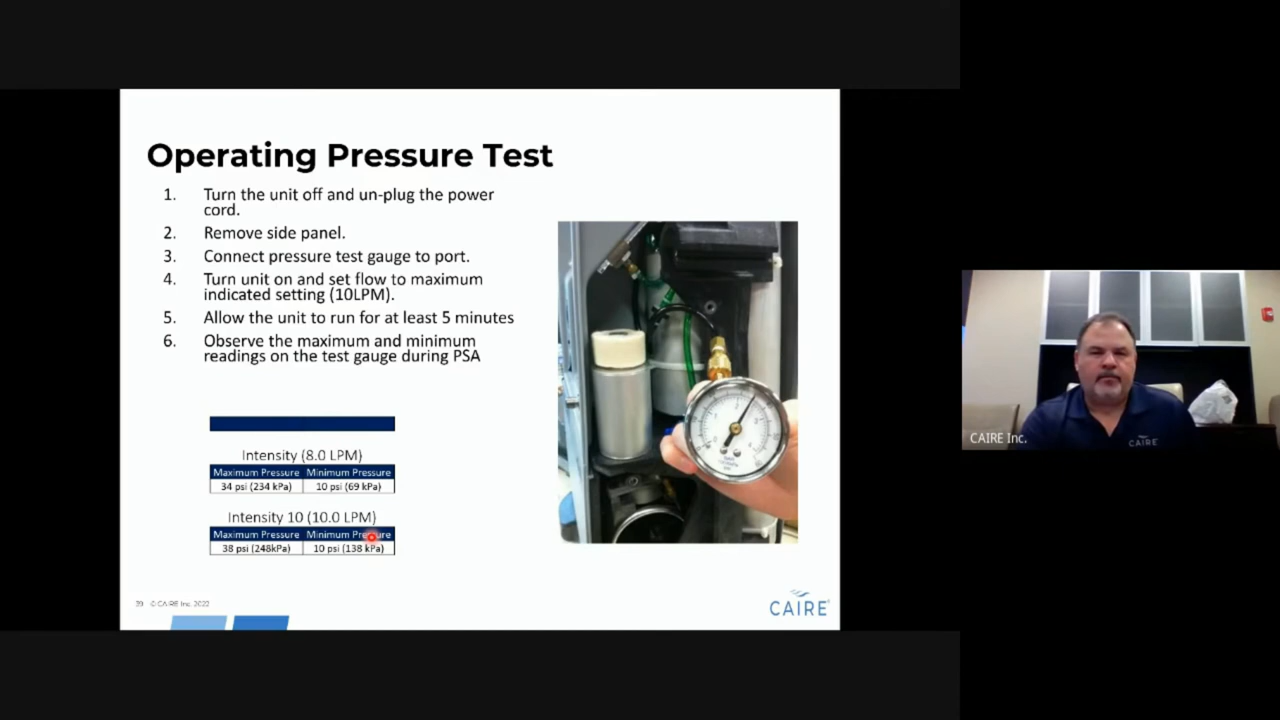 Operating Pressure Test
1. Turn the unit off and un-plug the power
cord.
2. Remove side panel.
3. Connect pressure test gauge to port.
4. Turn unit on and set flow to maximum
indicated setting (10LPM).
5. Allow the unit to run for at least 5 minutes
6. Observe the maximum and minimum
readings on the test gauge during PSA
Intensity (8.0 LPM)
Maximum Pressure Minimum Pressure
34 psi (234 kPa) 10 psi (69 kPa)
Intensity 10 (10.0 LPM)
Maximum Pressure Minimum Pressure
38 psi (248kPa) 10 psi (138 kPa)
39 © CAIRE Inc. 2022
CAIRE
CAIRE Inc.
CAIRE